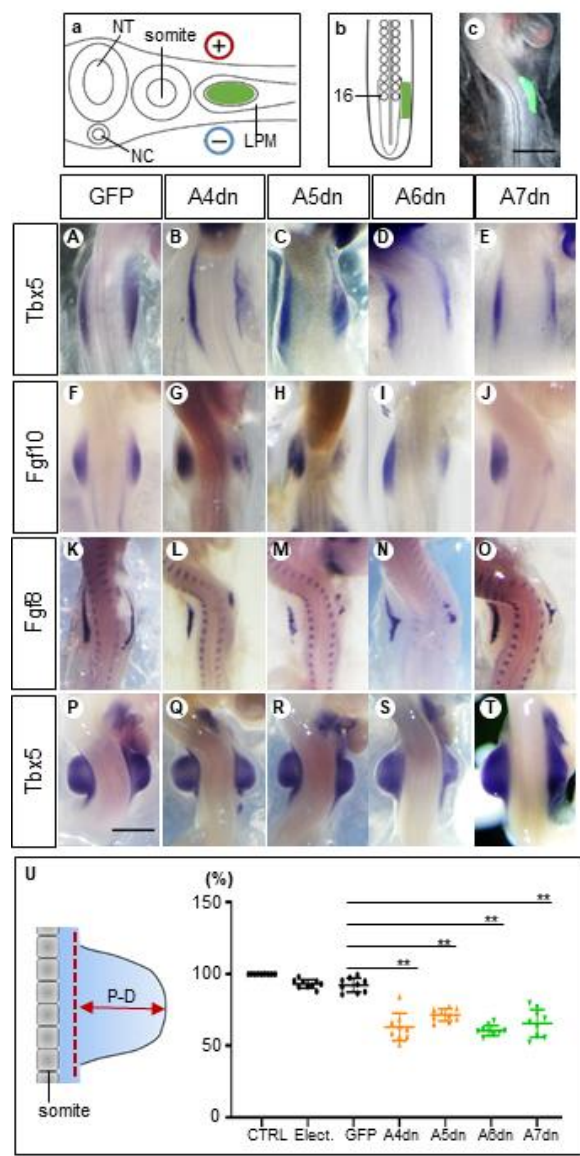 a
NT
somite
+
−
LPM
NC
b
16
c
GFP A4dn A5dn A6dn A7dn
Tbx5
A B C D E
Fgf10
F G H I J
Fgf8
K L M N O
Tbx5
P Q R S T
U
P-D
somite
(%)
150
100
50
0
** ** ** **
CTRL Elect. GFP A4dn A5dn A6dn A7dn